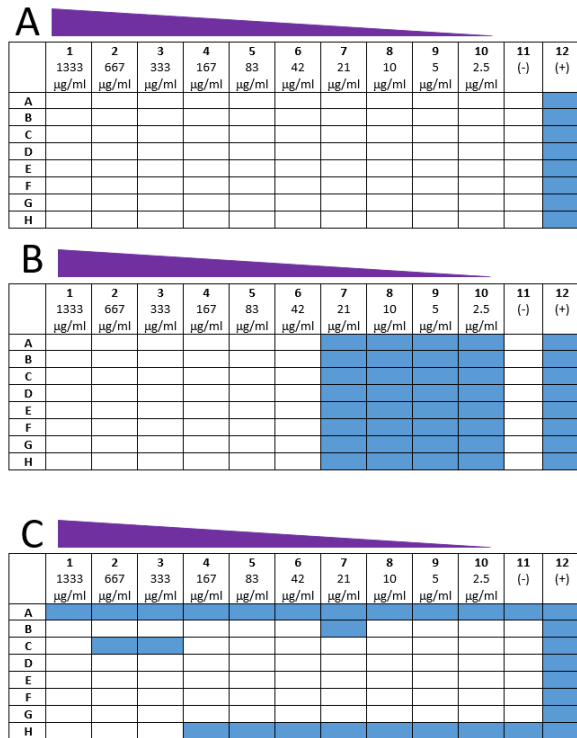 A
1 2 3 4 5 6 7 8 9 10 11 12
1333 667 333 167 83 42 21 10 5 2.5 (-) (+)
µg/ml µg/ml µg/ml µg/ml µg/ml µg/ml µg/ml µg/ml µg/ml µg/ml
A
B
C
D
E
F
G
H
B
1 2 3 4 5 6 7 8 9 10 11 12
1333 667 333 167 83 42 21 10 5 2.5 (-) (+)
µg/ml µg/ml µg/ml µg/ml µg/ml µg/ml µg/ml µg/ml µg/ml µg/ml
A
B
C
D
E
F
G
H
C
1 2 3 4 5 6 7 8 9 10 11 12
1333 667 333 167 83 42 21 10 5 2.5 (-) (+)
µg/ml µg/ml µg/ml µg/ml µg/ml µg/ml µg/ml µg/ml µg/ml µg/ml
A
B
C
D
E
F
G
H